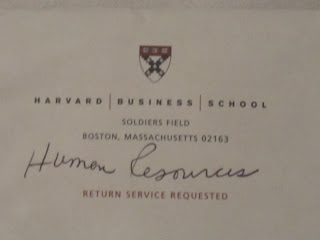 HARVARD | BUSINESS | SCHOOL
SOLDIERS FIELD
BOSTON, MASSACHUSETTS 02163
Human Resources
RETURN SERVICE REQUESTED